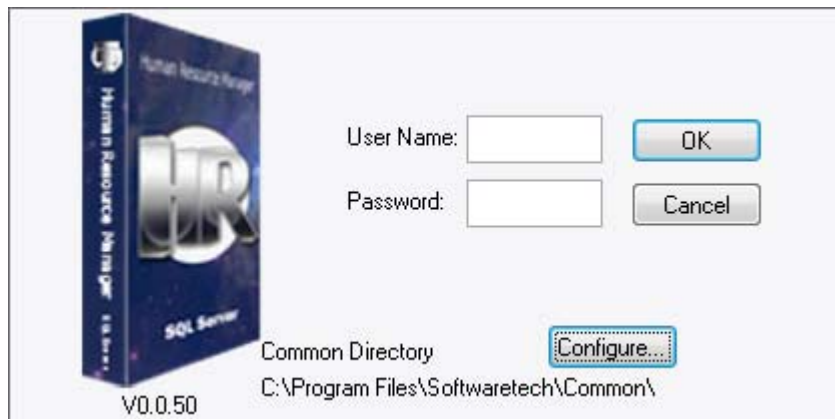 Human Resource Manager
Human Resource Manager
HR
SQL Server
User Name:
OK
Password:
Cancel
Common Directory
Configure...
C:\Program Files\Softwaretech\Common\
V0.0.50